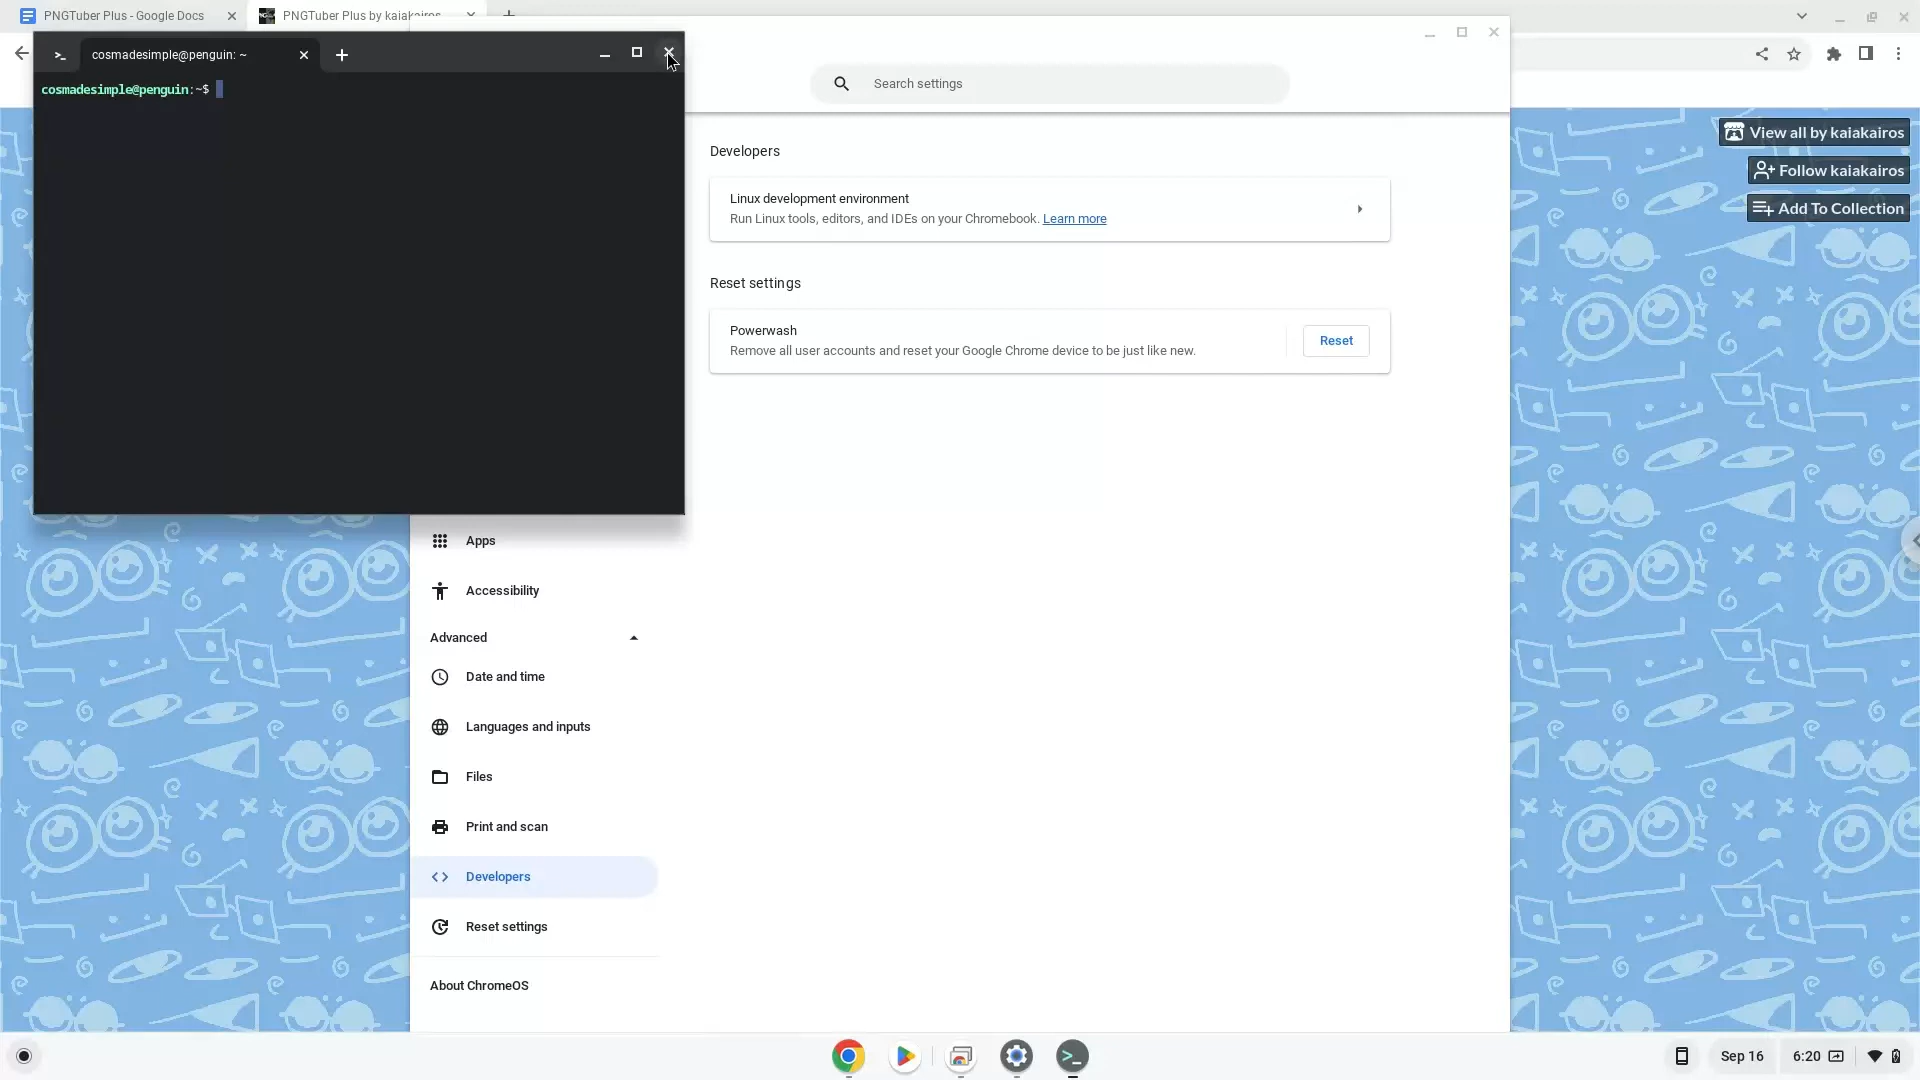 PNGTuber Plus - Google Docs
PNGTuber Plus by kaiakairos
cosmadesimple@penguin: ~
cosmadesimple@penguin:~$
Search settings
Developers
Linux development environment
Run Linux tools, editors, and IDEs on your Chromebook. Learn more
Reset settings
Powerwash
Remove all user accounts and reset your Google Chrome device to be just like new.
Reset
View all by kaiakairos
Follow kaiakairos
Add To Collection
Apps
Accessibility
Advanced
Date and time
Languages and inputs
Files
Print and scan
Developers
Reset settings
About ChromeOS
Sep 16
6:20